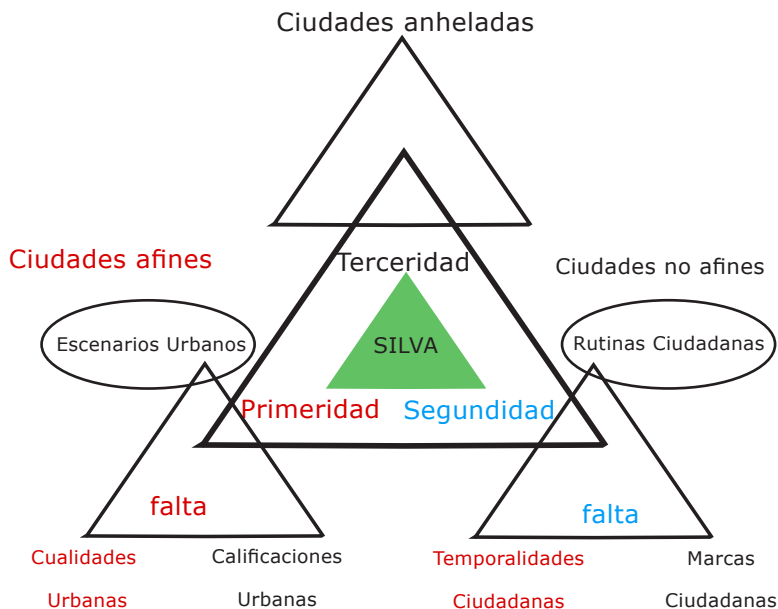 Ciudades anheladas
Ciudades afines
Terceridad
Ciudades no afines
Escenarios Urbanos
SILVA
Rutinas Ciudadanas
Primeridad
Segundidad
falta
falta
Cualidades
Urbanas
Calificaciones
Urbanas
Temporalidades
Ciudadanas
Marcas
Ciudadanas